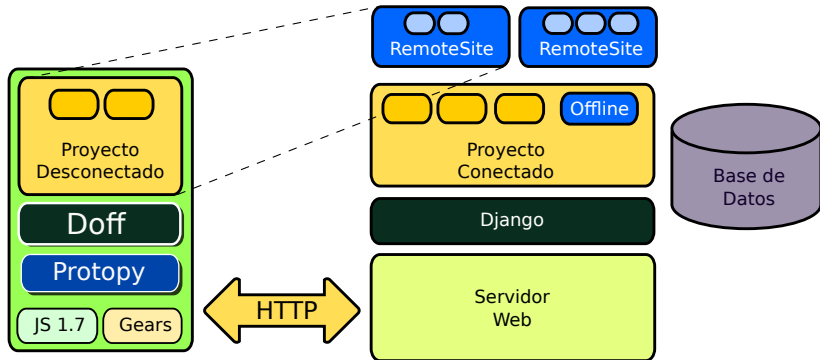 RemoteSite
RemoteSite
Offline
Proyecto
Desconectado
Proyecto
Conectado
Base de
Datos
Doff
Django
Protopy
HTTP
Servidor
Web
JS 1.7
Gears